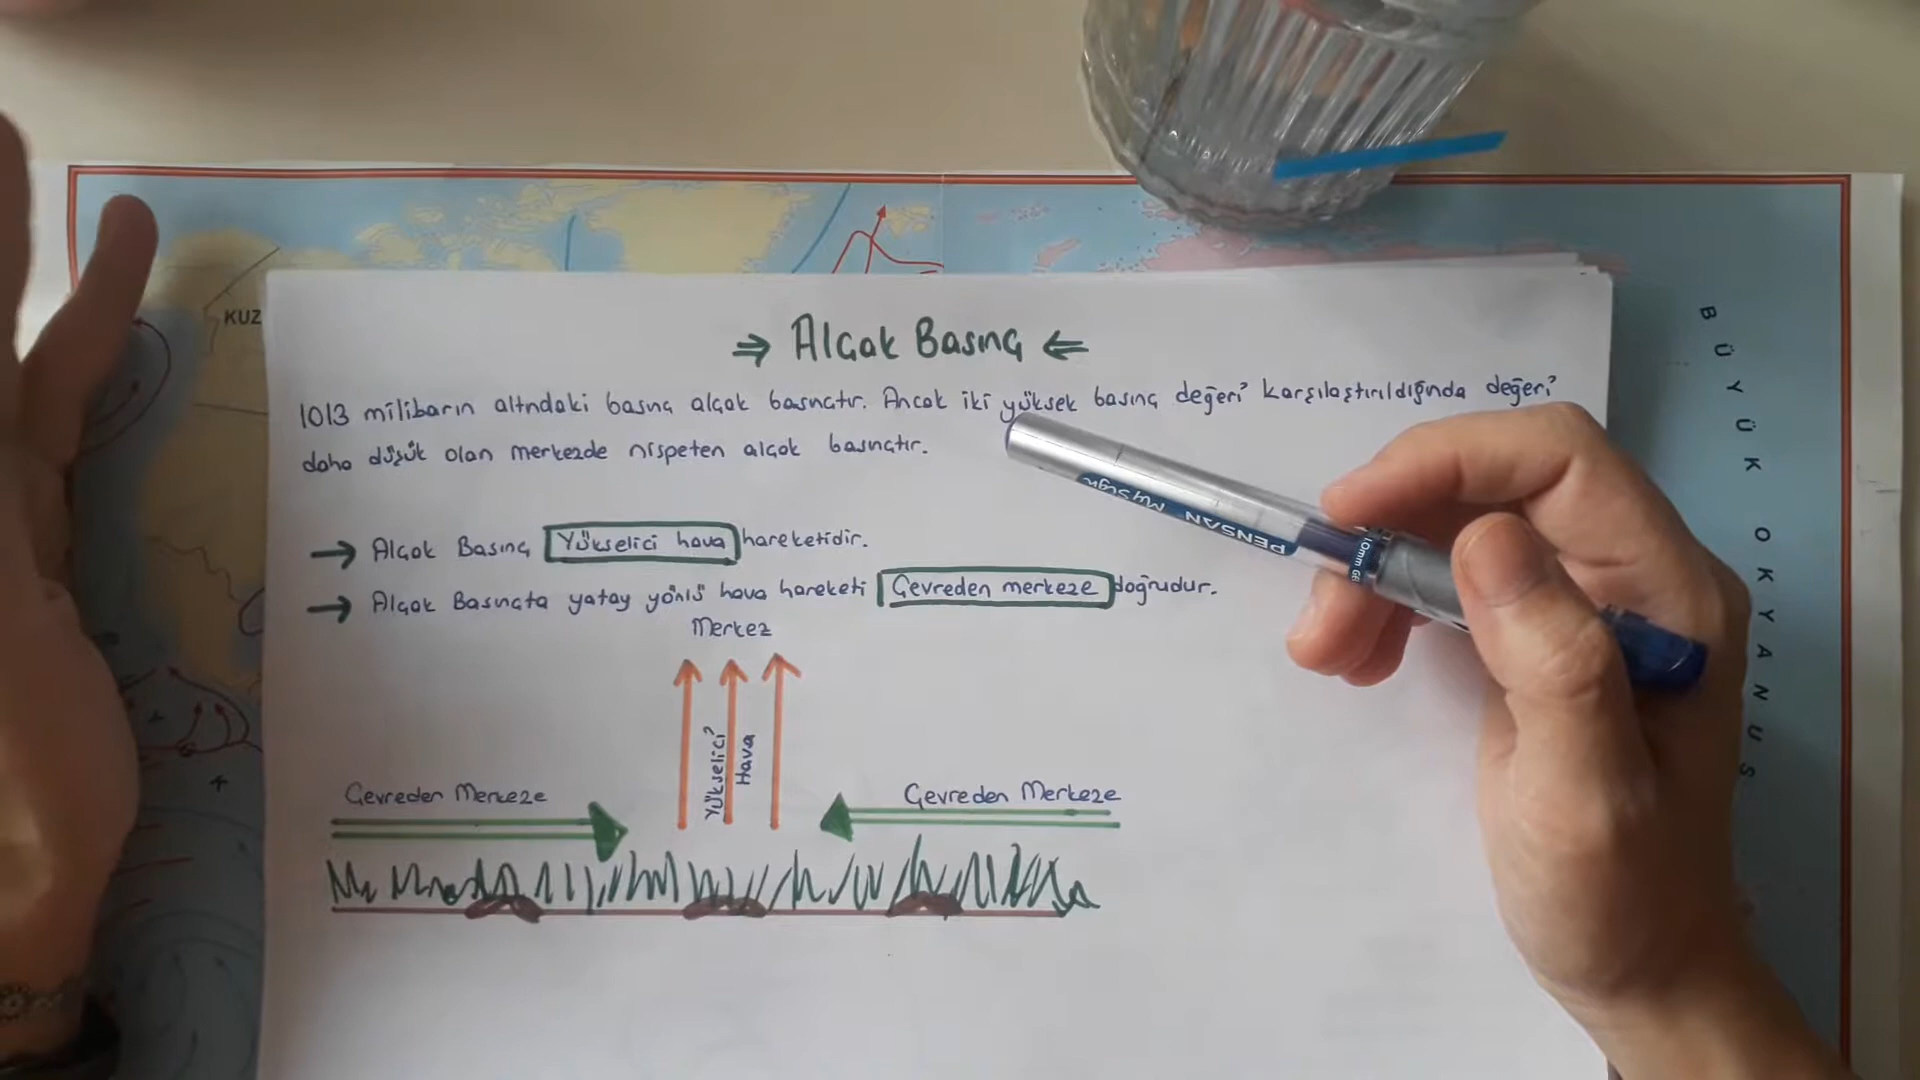 KUZ
⇒ Alçak Basınç ⇐
1013 milibarın altındaki basınç alçak basınçtır. Ancak iki yüksek basınç değeri karşılaştırıldığında değeri
daha düşük olan merkezde nispeten alçak basınçtır.
→ Alçak Basınç Yükselici hava hareketidir.
→ Alçak Basınçta yatay yönlü hava hareketi Çevreden merkeze doğrudur.
Merkez
Yükselici
Hava
Çevreden Merkeze
Çevreden Merkeze
PENSAN My Sign
BÜYÜK OKYANUS